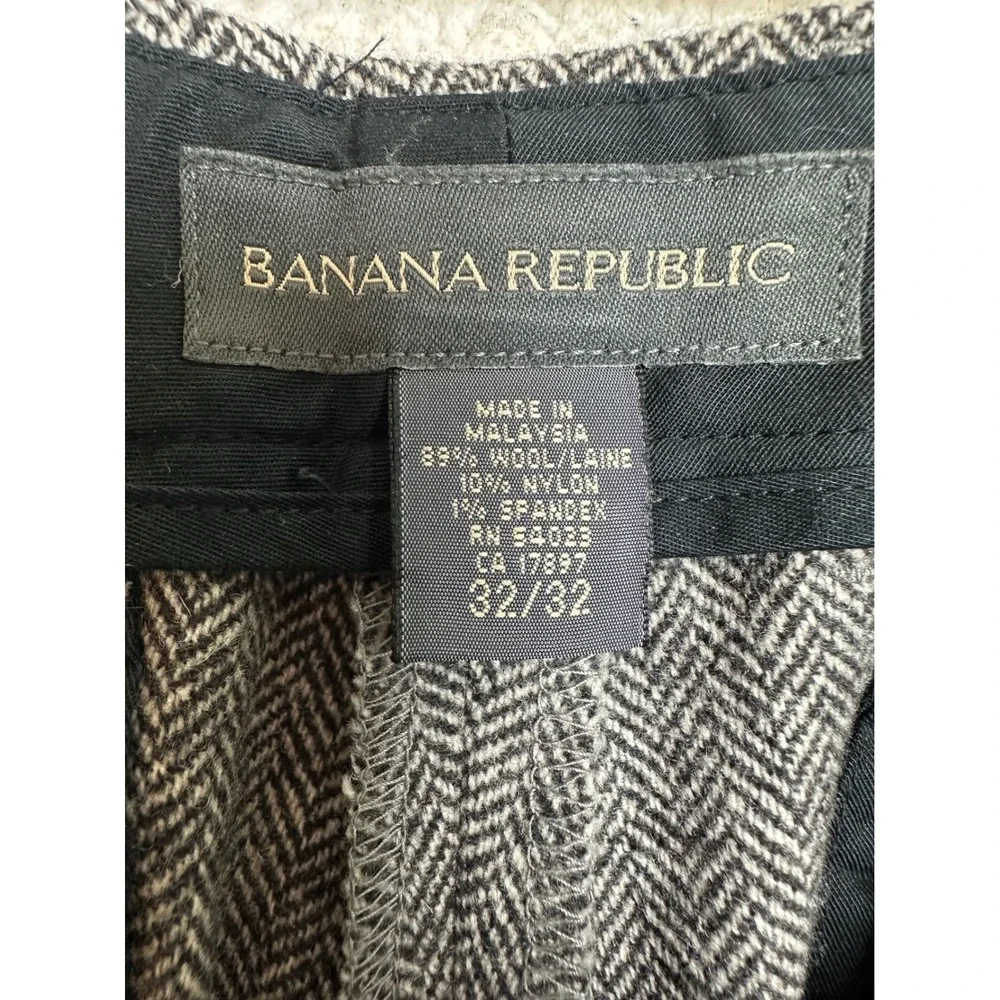 BANANA REPUBLIC
MADE IN
MALAYSIA
89% WOOL/LAINE
10% NYLON
1% SPANDEX
RN 54023
CA 17897
32/32